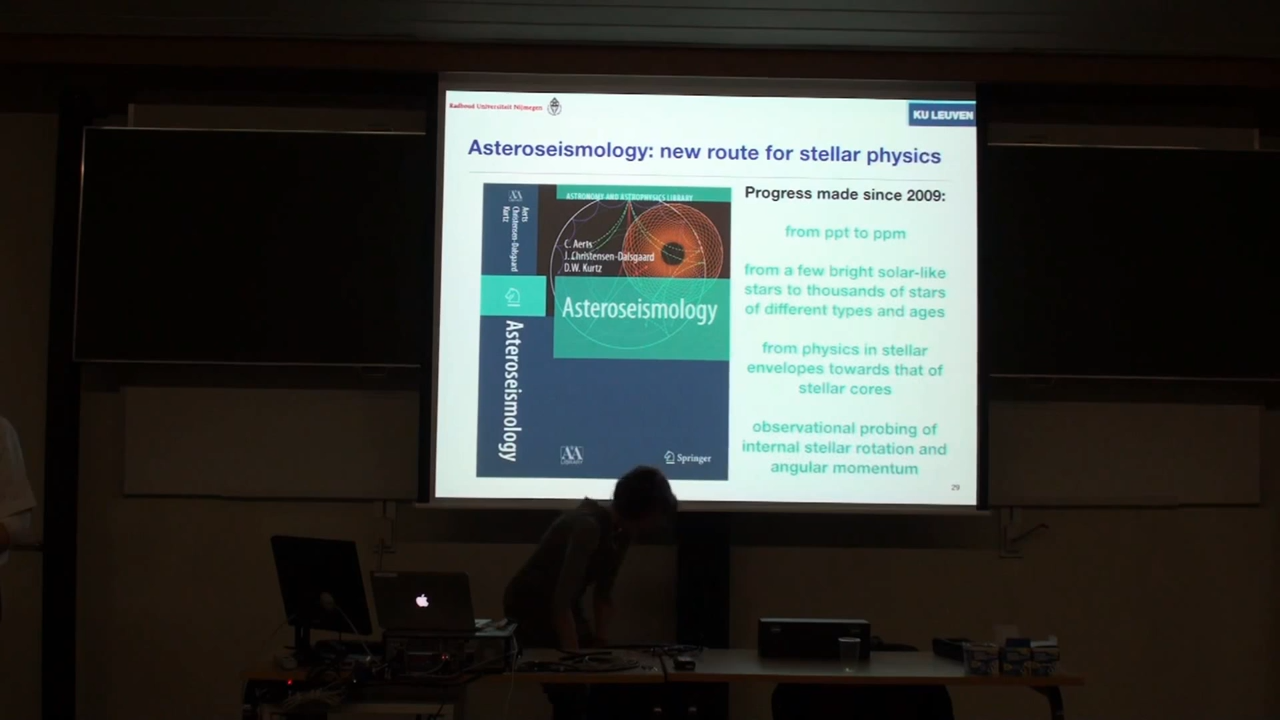 Radboud Universiteit Nijmegen
KU LEUVEN
Asteroseismology: new route for stellar physics
Aerts
Christensen-Dalsgaard
Kurtz
Asteroseismology
ASTRONOMY AND ASTROPHYSICS LIBRARY
C. Aerts
J. Christensen-Dalsgaard
D.W. Kurtz
Asteroseismology
Springer
Progress made since 2009:
from ppt to ppm
from a few bright solar-like
stars to thousands of stars
of different types and ages
from physics in stellar
envelopes towards that of
stellar cores
observational probing of
internal stellar rotation and
angular momentum
29